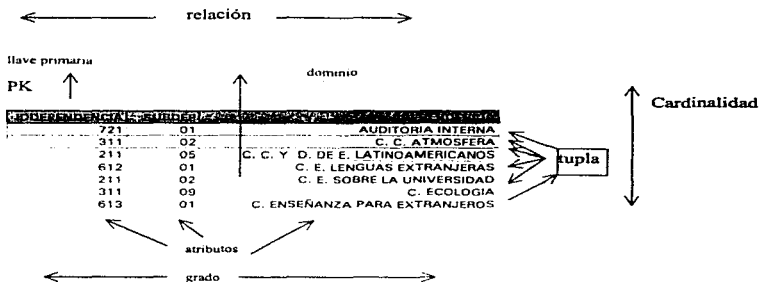 relación
llave primaria
dominio
PK
Cardinalidad
721 01 AUDITORIA INTERNA
311 02 C. C. ATMOSFERA
211 05 C. C. Y D. DE E. LATINOAMERICANOS
tupla
612 01 C. E. LENGUAS EXTRANJERAS
211 02 C. E. SOBRE LA UNIVERSIDAD
311 09 C. ECOLOGIA
613 01 C. ENSEÑANZA PARA EXTRANJEROS
atributos
grado